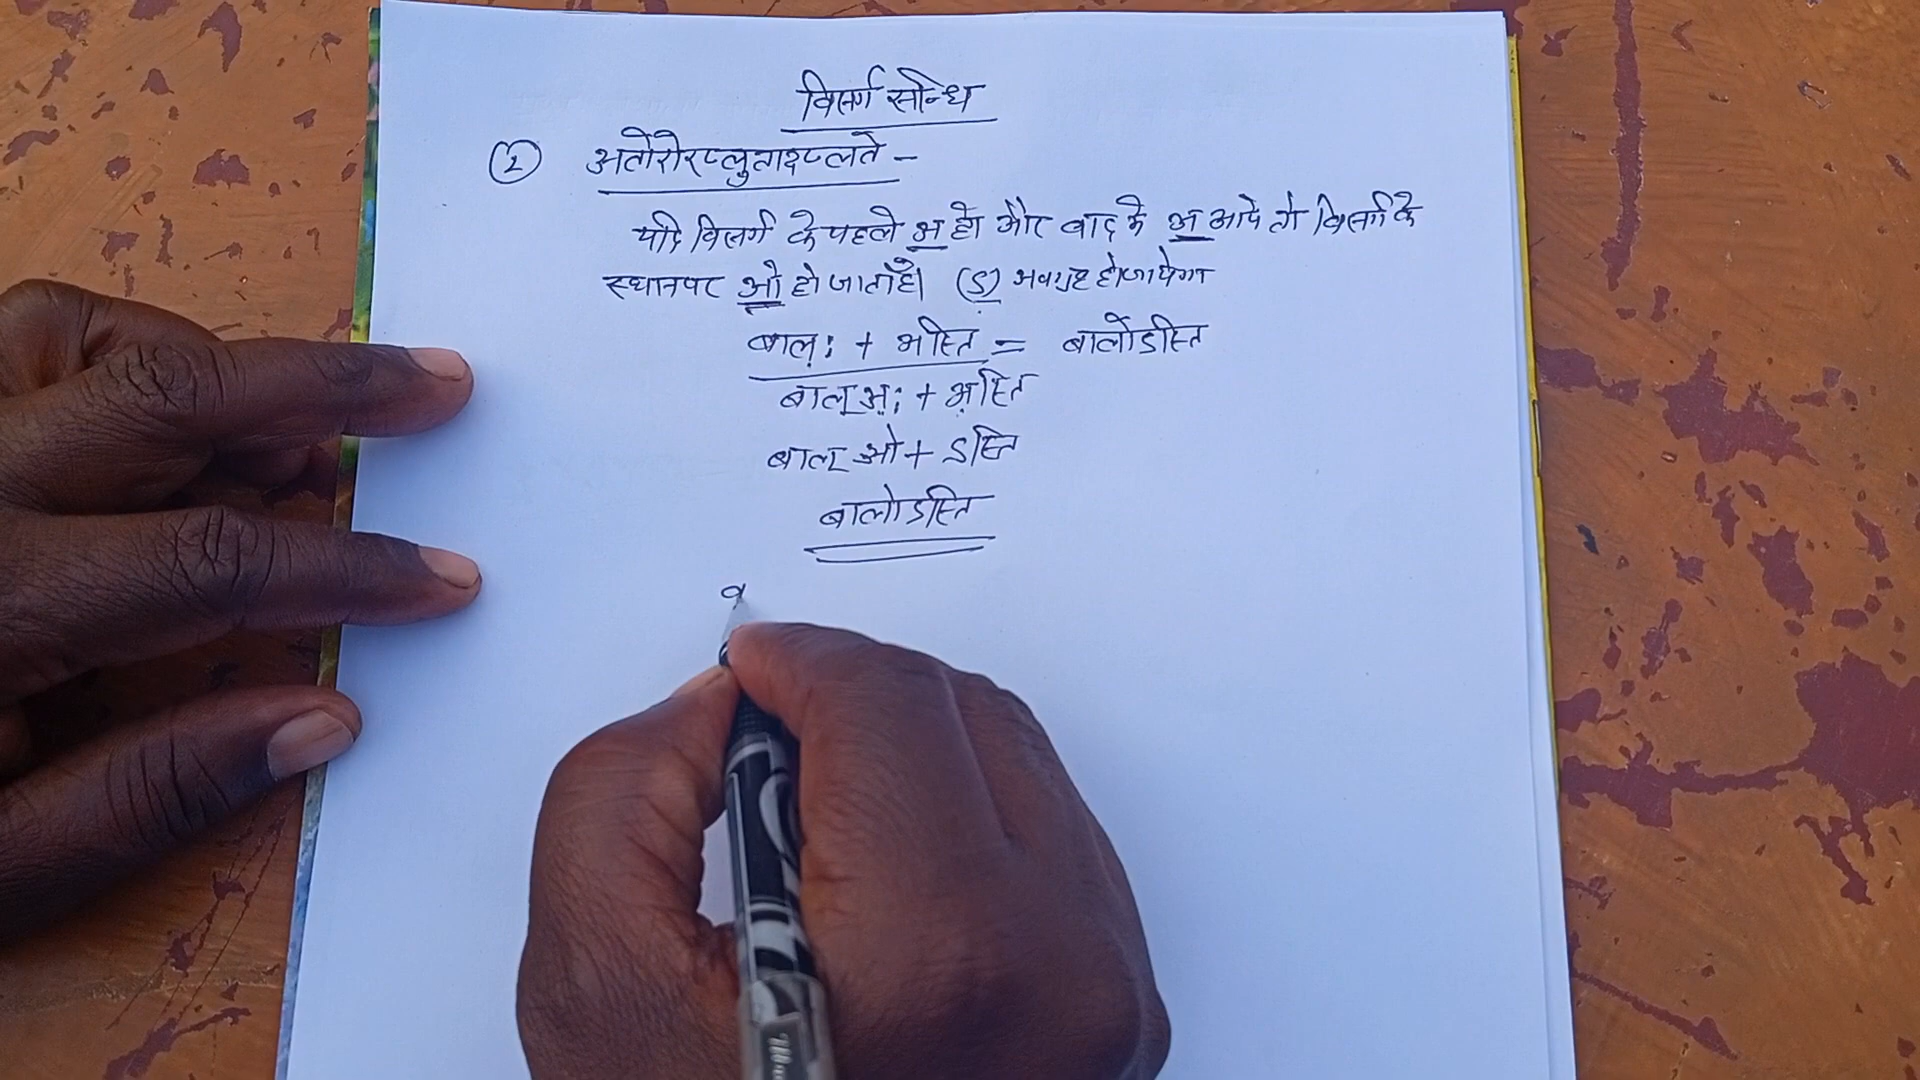 विसर्ग सन्धि
(2) अतोरोरप्लुतादप्लुते -
यदि विसर्ग के पहले अ हो और बाद में अ आये तो विसर्ग के
स्थान पर ओ हो जाता है। (ऽ) अवग्रह हो जायेगा
बालः + अस्ति = बालोऽस्ति
बाल् अः + अस्ति
बाल् ओ + ऽस्ति
बालोऽस्ति